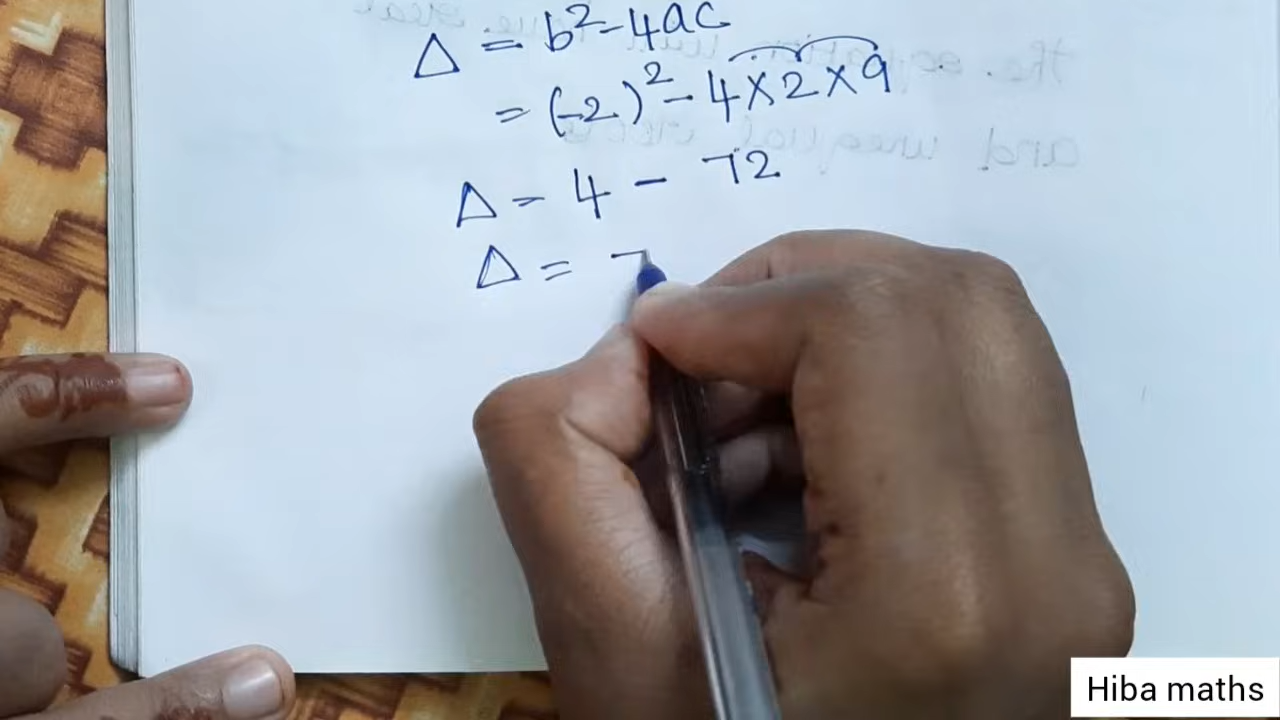 Δ = b²-4ac
= (-2)² - 4×2×9
Δ = 4 - 72
Δ =
Hiba maths